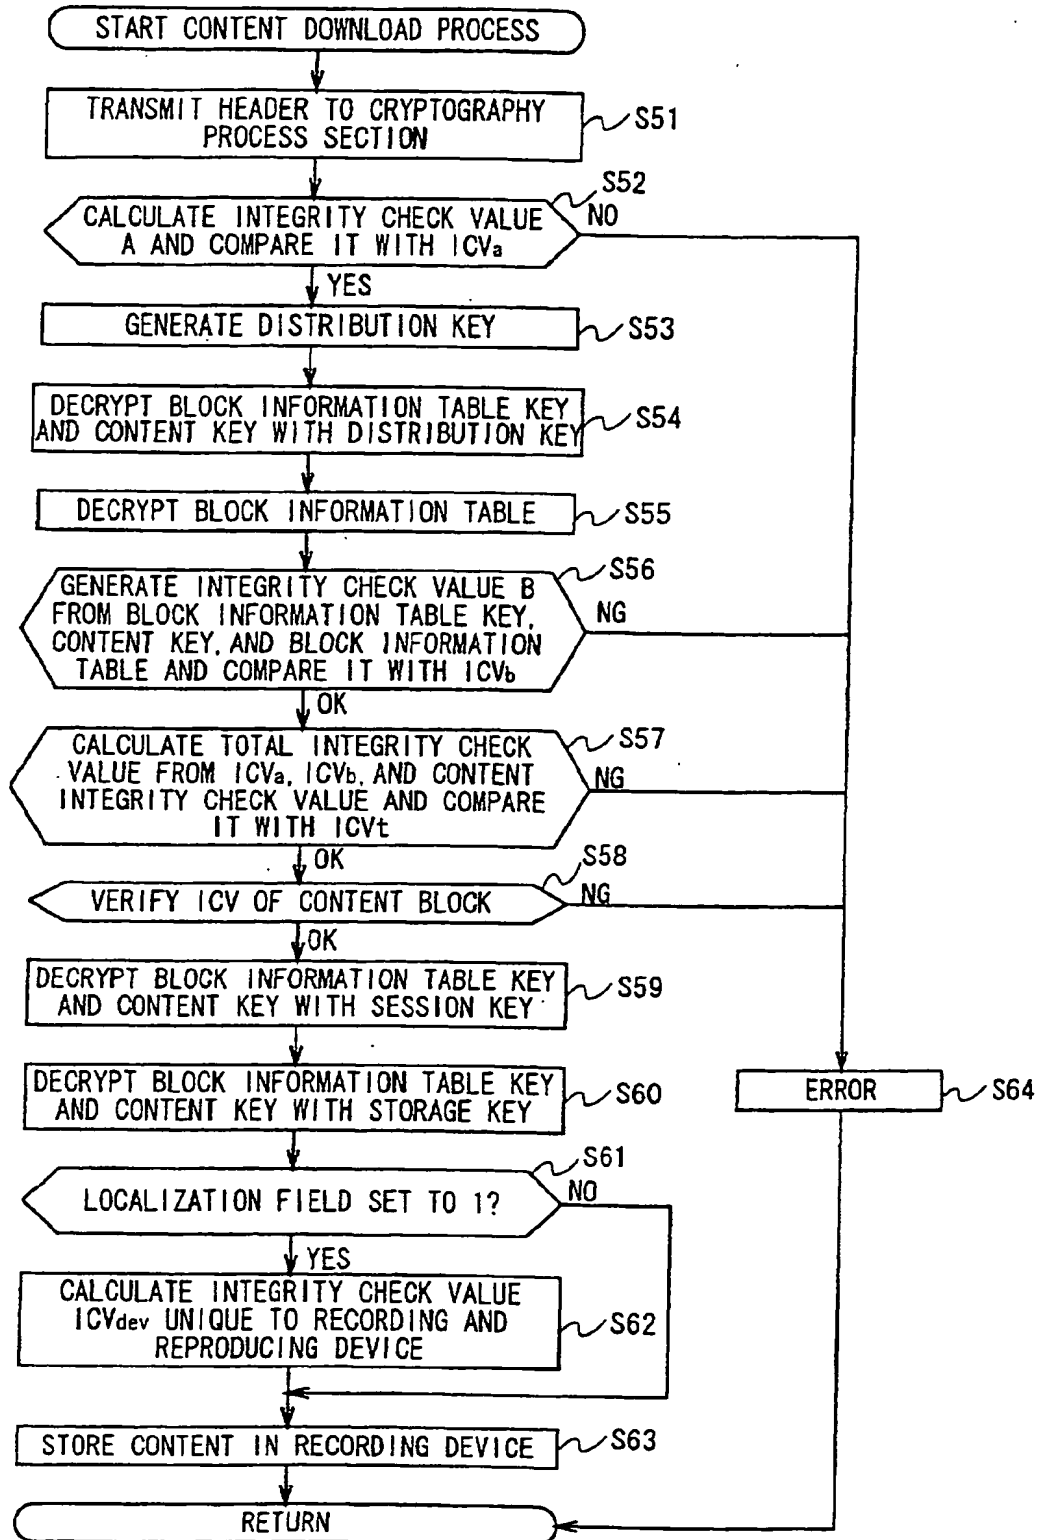 START CONTENT DOWNLOAD PROCESS
TRANSMIT HEADER TO CRYPTOGRAPHY
PROCESS SECTION
S51
S52
CALCULATE INTEGRITY CHECK VALUE
A AND COMPARE IT WITH ICVa
NO
YES
GENERATE DISTRIBUTION KEY
S53
DECRYPT BLOCK INFORMATION TABLE KEY
AND CONTENT KEY WITH DISTRIBUTION KEY
S54
DECRYPT BLOCK INFORMATION TABLE
S55
S56
GENERATE INTEGRITY CHECK VALUE B
FROM BLOCK INFORMATION TABLE KEY,
CONTENT KEY, AND BLOCK INFORMATION
TABLE AND COMPARE IT WITH ICVb
NG
OK
S57
CALCULATE TOTAL INTEGRITY CHECK
VALUE FROM ICVa, ICVb, AND CONTENT
INTEGRITY CHECK VALUE AND COMPARE
IT WITH ICVt
NG
OK
S58
VERIFY ICV OF CONTENT BLOCK
NG
OK
DECRYPT BLOCK INFORMATION TABLE KEY
AND CONTENT KEY WITH SESSION KEY
S59
DECRYPT BLOCK INFORMATION TABLE KEY
AND CONTENT KEY WITH STORAGE KEY
S60
ERROR
S64
S61
LOCALIZATION FIELD SET TO 1?
NO
YES
CALCULATE INTEGRITY CHECK VALUE
ICVdev UNIQUE TO RECORDING AND
REPRODUCING DEVICE
S62
STORE CONTENT IN RECORDING DEVICE
S63
RETURN